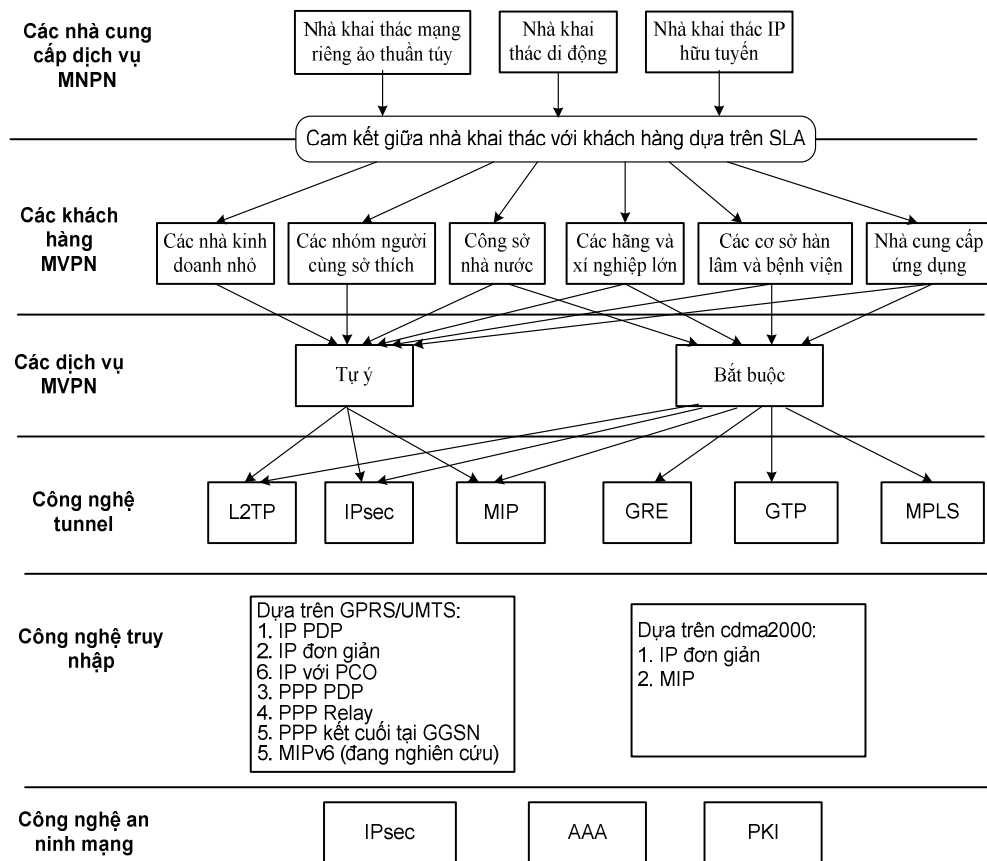 Các nhà cung
cấp dịch vụ
MNPN
Nhà khai thác mạng
riêng ảo thuần túy
Nhà khai
thác di động
Nhà khai thác IP
hữu tuyến
Cam kết giữa nhà khai thác với khách hàng dựa trên SLA
Các khách
hàng
MVPN
Các nhà kinh
doanh nhỏ
Các nhóm người
cùng sở thích
Công sở
nhà nước
Các hãng và
xí nghiệp lớn
Các cơ sở hàn
lâm và bệnh viện
Nhà cung cấp
ứng dụng
Các dịch vụ
MVPN
Tự ý
Bắt buộc
Công nghệ
tunnel
L2TP
IPsec
MIP
GRE
GTP
MPLS
Công nghệ truy
nhập
Dựa trên GPRS/UMTS:
1. IP PDP
2. IP đơn giản
6. IP với PCO
3. PPP PDP
4. PPP Relay
5. PPP kết cuối tại GGSN
5. MIPv6 (đang nghiên cứu)
Dựa trên cdma2000:
1. IP đơn giản
2. MIP
Công nghệ an
ninh mạng
IPsec
AAA
PKI